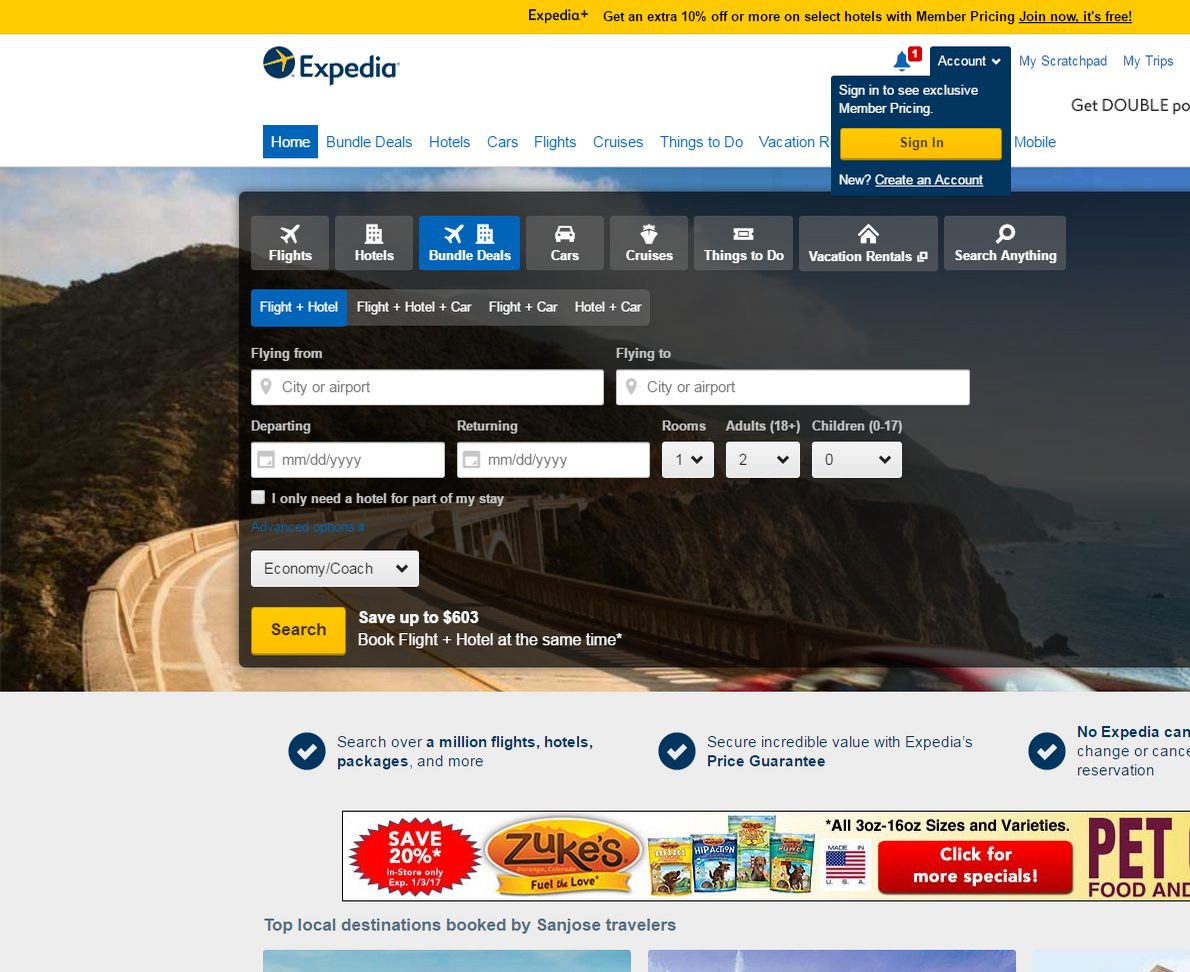 Expedia+ Get an extra 10% off or more on select hotels with Member Pricing Join now, it's free!
Expedia
1
Account
My Scratchpad
My Trips
Sign in to see exclusive
Member Pricing.
Get DOUBLE po
Home Bundle Deals Hotels Cars Flights Cruises Things to Do Vacation R
Sign In
Mobile
New? Create an Account
Flights
Hotels
Bundle Deals
Cars
Cruises
Things to Do
Vacation Rentals
Search Anything
Flight + Hotel
Flight + Hotel + Car
Flight + Car
Hotel + Car
Flying from
Flying to
City or airport
City or airport
Departing
Returning
Rooms
Adults (18+)
Children (0-17)
mm/dd/yyyy
mm/dd/yyyy
1
2
0
I only need a hotel for part of my stay
Advanced options
Economy/Coach
Search
Save up to $603
Book Flight + Hotel at the same time*
Search over a million flights, hotels,
packages, and more
Secure incredible value with Expedia's
Price Guarantee
No Expedia can
change or cance
reservation
SAVE
20%*
In-Store only
Exp. 1/3/17
Zuke's
Durango, Colorado
Fuel the Love
mini
HIP ACTION
POWER
*All 3oz-16oz Sizes and Varieties.
MADE IN
U.S.A.
Click for
more specials!
PET
FOOD AND
Top local destinations booked by Sanjose travelers